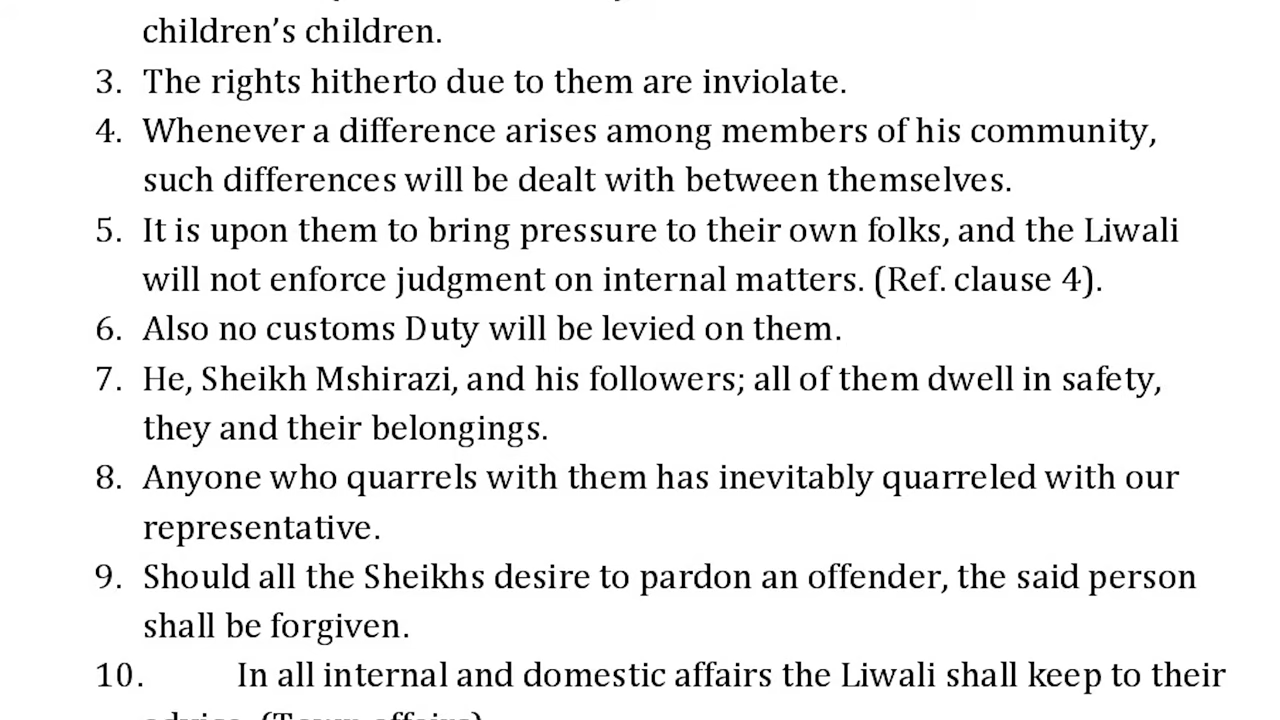 children’s children.
3. The rights hitherto due to them are inviolate.
4. Whenever a difference arises among members of his community,
such differences will be dealt with between themselves.
5. It is upon them to bring pressure to their own folks, and the Liwali
will not enforce judgment on internal matters. (Ref. clause 4).
6. Also no customs Duty will be levied on them.
7. He, Sheikh Mshirazi, and his followers; all of them dwell in safety,
they and their belongings.
8. Anyone who quarrels with them has inevitably quarreled with our
representative.
9. Should all the Sheikhs desire to pardon an offender, the said person
shall be forgiven.
10. In all internal and domestic affairs the Liwali shall keep to their
advice. (Town affairs)